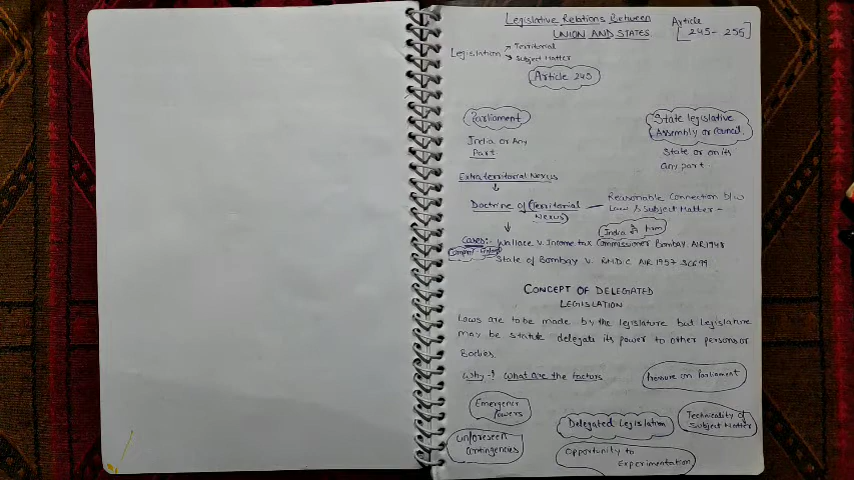 Legislative Relations Between
UNION AND STATES
Article
[245- 255]
Legislation → Territorial
→ Subject Matter
Article 245
Parliament
State legislative
Assembly or council.
India or Any
Part
State or on its
any part.
Extraterritorial Nexus
↓
Doctrine of (Territorial
Nexus)
— Reasonable Connection b/w
Law & Subject Matter -
↓
India
Cases:- Wallace v. Income tax Commissioner Bombay. AIR 1948
State of Bombay v. RMDC AIR 1957 SC 699
CONCEPT OF DELEGATED
LEGISLATION
Laws are to be made by the legislature but legislature
may be statute delegate its power to other persons or
Bodies.
Why -? What are the factors
Pressure on Parliament
Emergency
Powers
Delegated Legislation
Techniecality of
Subject Matter
Unforeseen
Contingencies
Opportunity to
Experimentation